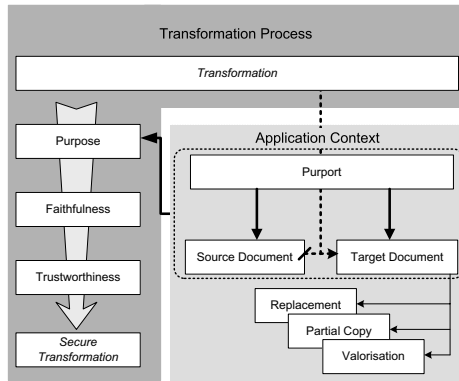 Transformation Process
Transformation
Purpose
Application Context
Purport
Faithfulness
Source Document
Target Document
Trustworthiness
Replacement
Partial Copy
Valorisation
Secure
Transformation